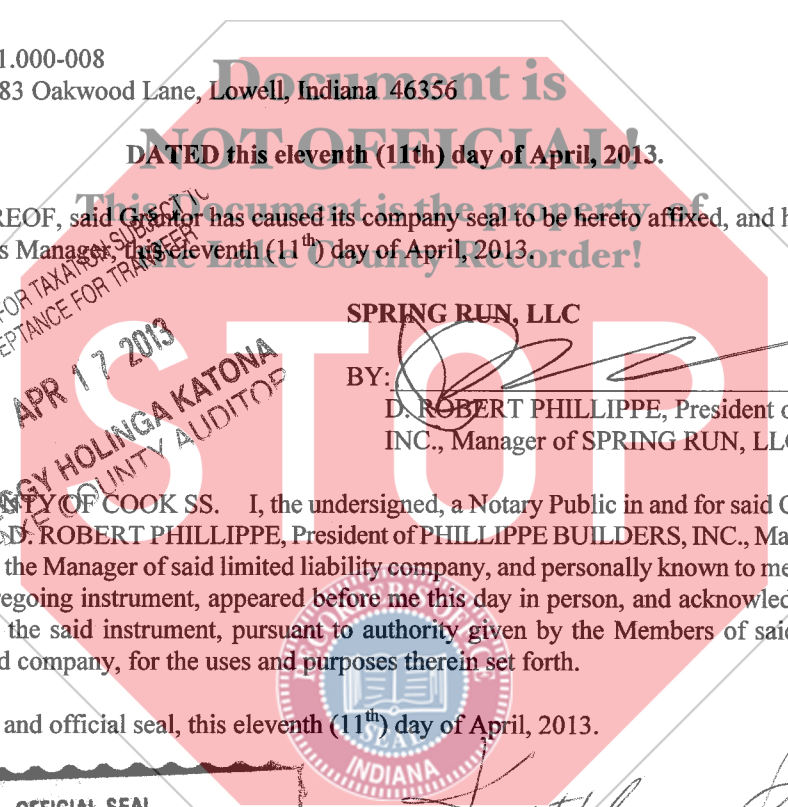 1.000-008
83 Oakwood Lane, Lowell, Indiana 46356
Document is
NOT OFFICIAL!
This Document is the property of
the Lake County Recorder!
DATED this eleventh (11th) day of April, 2013.
REOF, said Grantor has caused its company seal to be hereto affixed, and h
s Manager, this eleventh (11th) day of April, 2013.
FOR TAXATION SUBJECT TO
EPTANCE FOR TRANSFER
APR 17 2013
GGY HOLINGA KATONA
LAKE COUNTY AUDITOR
SPRING RUN, LLC
BY:
D. ROBERT PHILLIPPE, President o
INC., Manager of SPRING RUN, LLC
STOP
NTY OF COOK SS. I, the undersigned, a Notary Public in and for said C
D. ROBERT PHILLIPPE, President of PHILLIPPE BUILDERS, INC., Ma
the Manager of said limited liability company, and personally known to me
regoing instrument, appeared before me this day in person, and acknowled
the said instrument, pursuant to authority given by the Members of said
d company, for the uses and purposes therein set forth.
and official seal, this eleventh (11th) day of April, 2013.
SEAL
INDIANA
OFFICIAL SEAL